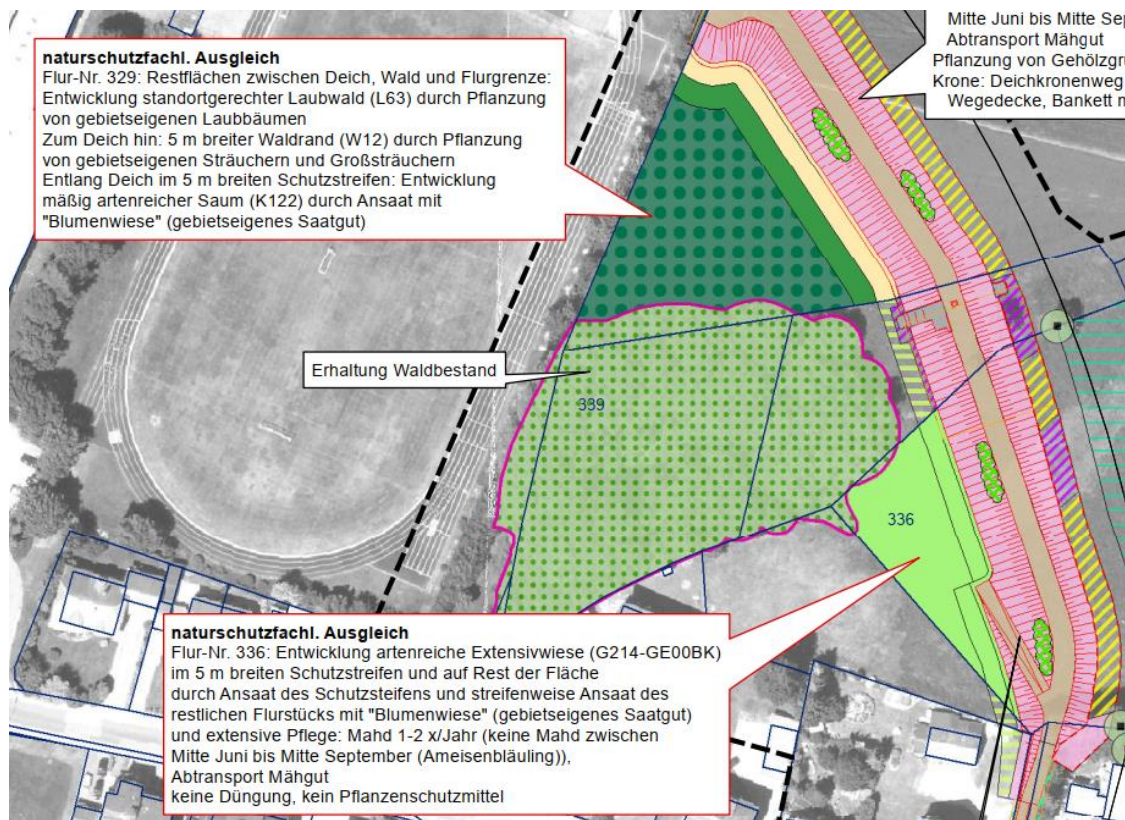 naturschutzfachl. Ausgleich
Flur-Nr. 329: Restflächen zwischen Deich, Wald und Flurgrenze:
Entwicklung standortgerechter Laubwald (L63) durch Pflanzung
von gebietseigenen Laubbäumen
Zum Deich hin: 5 m breiter Waldrand (W12) durch Pflanzung
von gebietseigenen Sträuchern und Großsträuchern
Entlang Deich im 5 m breiten Schutzstreifen: Entwicklung
mäßig artenreicher Saum (K122) durch Ansaat mit
"Blumenwiese" (gebietseigenes Saatgut)
Mitte Juni bis Mitte Sep
Abtransport Mähgut
Pflanzung von Gehölzgru
Krone: Deichkronenweg
Wegedecke, Bankett m
Erhaltung Waldbestand
339
336
naturschutzfachl. Ausgleich
Flur-Nr. 336: Entwicklung artenreiche Extensivwiese (G214-GE00BK)
im 5 m breiten Schutzstreifen und auf Rest der Fläche
durch Ansaat des Schutzsteifens und streifenweise Ansaat des
restlichen Flurstücks mit "Blumenwiese" (gebietseigenes Saatgut)
und extensive Pflege: Mahd 1-2 x/Jahr (keine Mahd zwischen
Mitte Juni bis Mitte September (Ameisenbläuling)),
Abtransport Mähgut
keine Düngung, kein Pflanzenschutzmittel